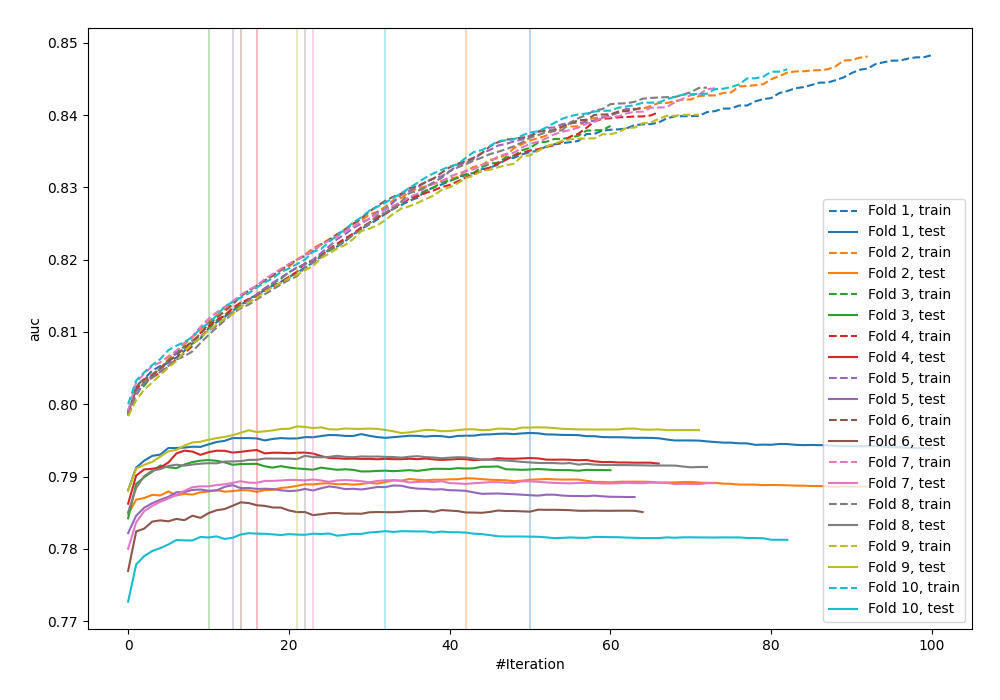 0.85
0.84
0.83
0.82
0.81
0.80
0.79
0.78
0.77
auc
0
20
40
60
80
100
#Iteration
Fold 1, train
Fold 1, test
Fold 2, train
Fold 2, test
Fold 3, train
Fold 3, test
Fold 4, train
Fold 4, test
Fold 5, train
Fold 5, test
Fold 6, train
Fold 6, test
Fold 7, train
Fold 7, test
Fold 8, train
Fold 8, test
Fold 9, train
Fold 9, test
Fold 10, train
Fold 10, test